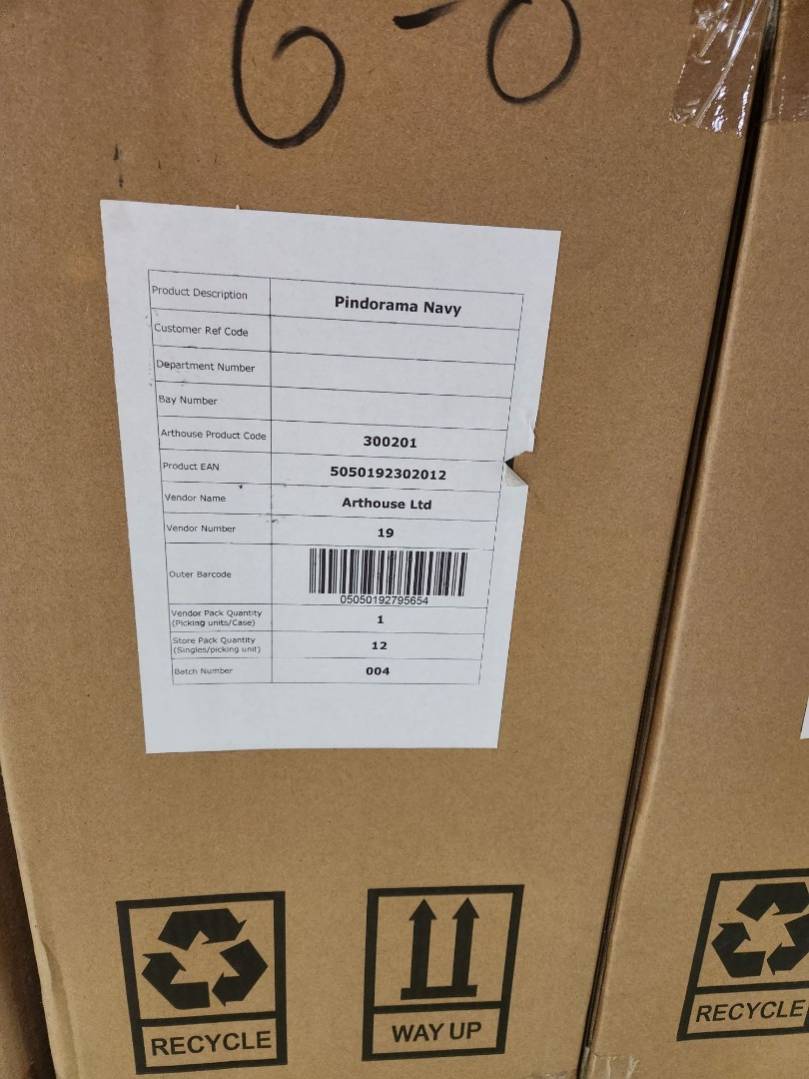 6-0
Product Description Pindorama Navy
Customer Ref Code
Department Number
Bay Number
Arthouse Product Code 300201
Product EAN 5050192302012
Vendor Name Arthouse Ltd
Vendor Number 19
Outer Barcode
05050192795654
Vendor Pack Quantity
(Picking units/Case) 1
Store Pack Quantity
(Singles/picking unit) 12
Batch Number 004
RECYCLE
WAY UP
RECYCLE